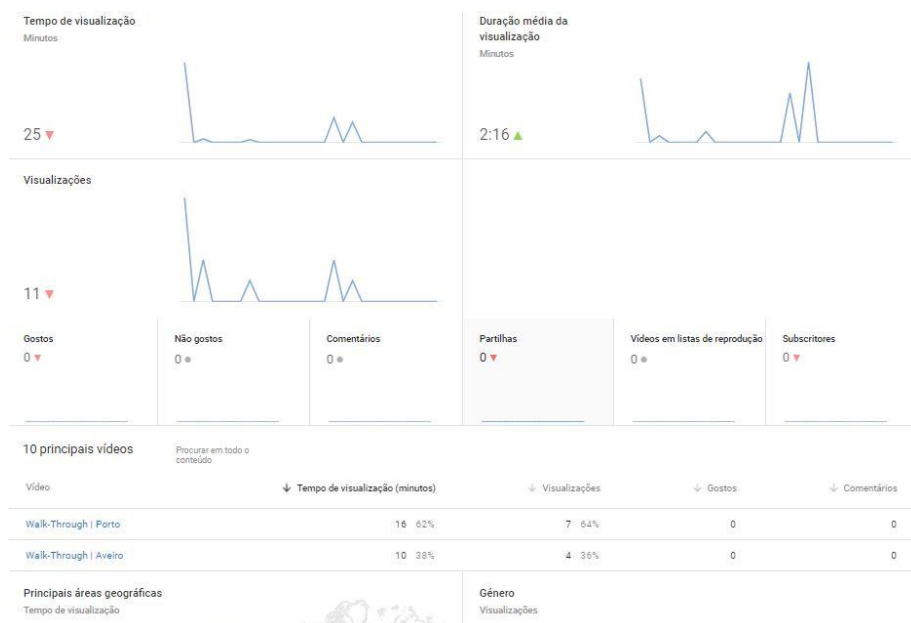 Tempo de visualização
Minutos
25
Duração média da
visualização
Minutos
2:16
Visualizações
11
Gostos
0
Não gostos
0
Comentários
0
Partilhas
0
Vídeos em listas de reprodução
0
Subscritores
0
10 principais vídeos
Procurar em todo o
conteúdo
Vídeo Tempo de visualização (minutos) Visualizações Gostos Comentários
Walk-Through | Porto 16 62% 7 64% 0 0
Walk-Through | Aveiro 10 38% 4 36% 0 0
Principais áreas geográficas
Tempo de visualização
Género
Visualizações